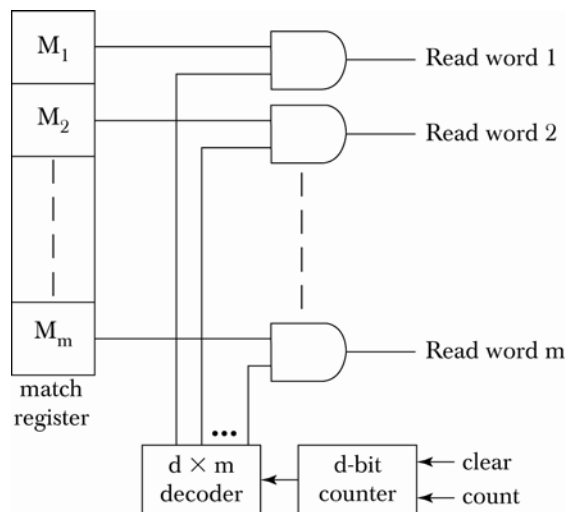 M₁
Read word 1
M₂
Read word 2
Mₘ
Read word m
match
register
...
d × m
decoder
d-bit
counter
clear
count